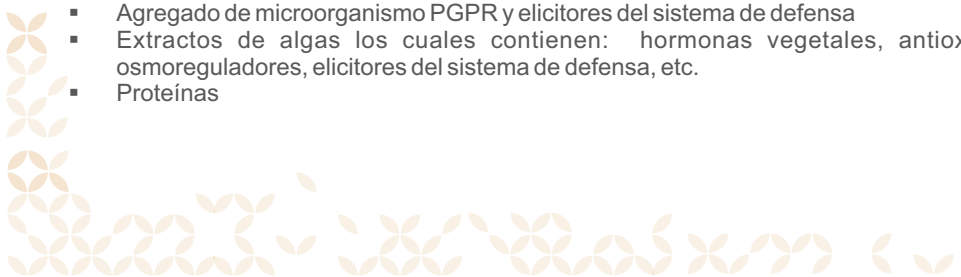 ▪ Agregado de microorganismo PGPR y elicitores del sistema de defensa
▪ Extractos de algas los cuales contienen: hormonas vegetales,
osmoreguladores, elicitores del sistema de defensa, etc.
▪ Proteínas